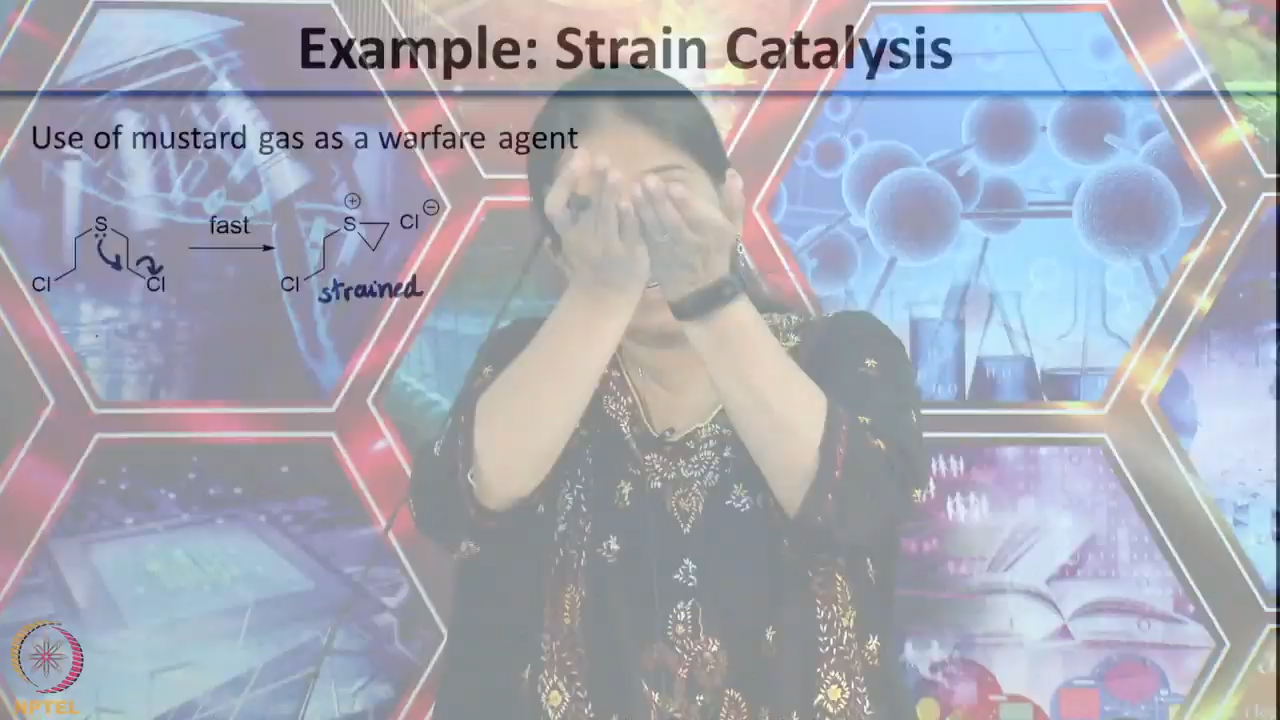 Example: Strain Catalysis
Use of mustard gas as a warfare agent
S
Cl
Cl
fast
⊕
S
Cl ⊖
Cl
strained
NPTEL